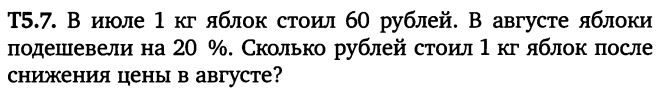 Т5.7. В июле 1 кг яблок стоил 60 рублей. В августе яблоки
подешевели на 20 %. Сколько рублей стоил 1 кг яблок после
снижения цены в августе?